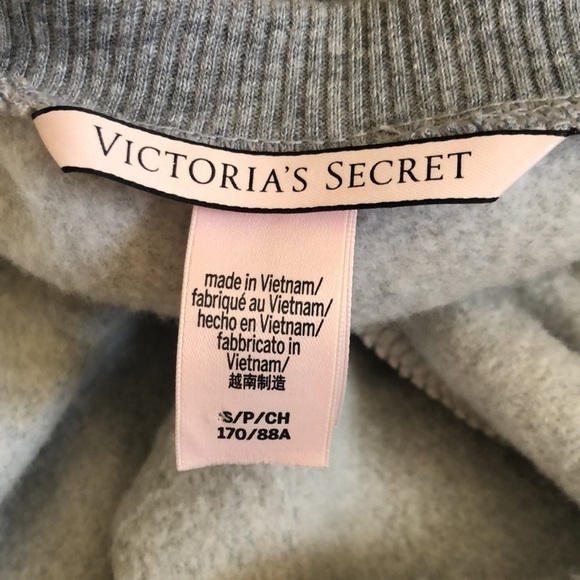 VICTORIA'S SECRET
made in Vietnam/
fabriqué au Vietnam/
hecho en Vietnam/
fabbricato in
Vietnam/
越南制造
S/P/CH
170/88A